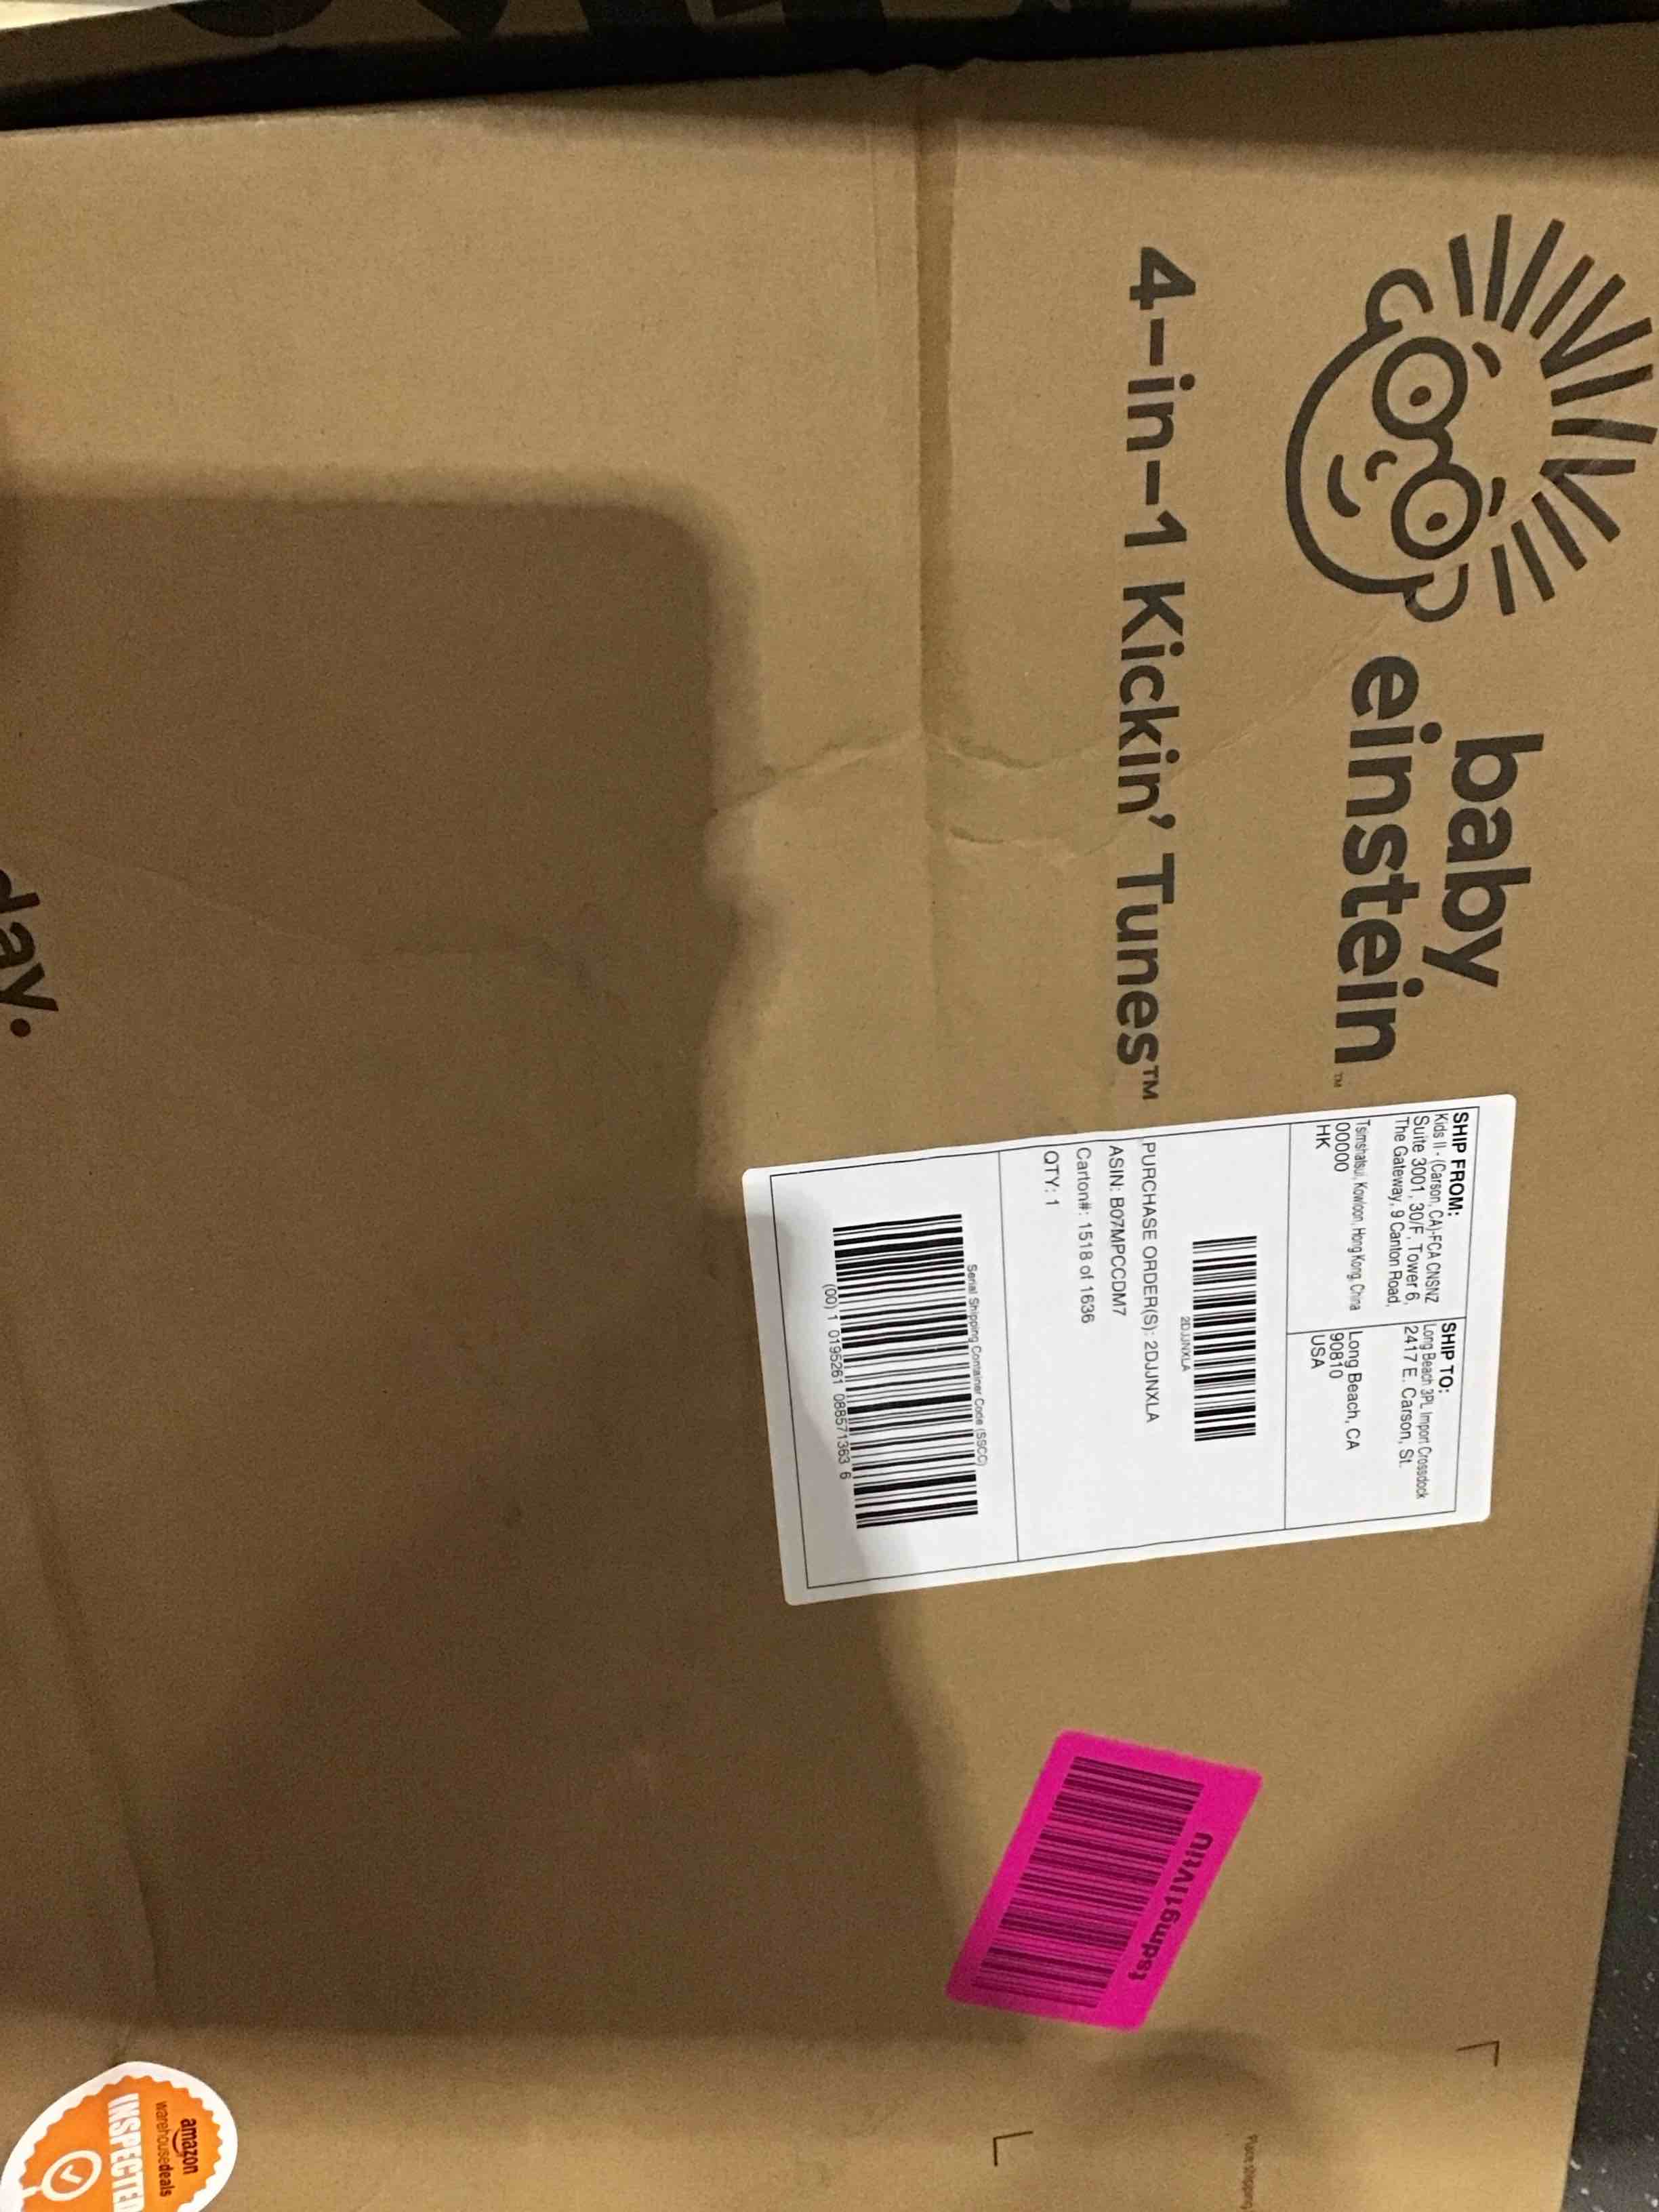 baby
einstein™
4-in-1 Kickin' Tunes™
SHIP FROM:
Kids II - (Carson, CA)-FCA CNSNZ
Suite 3001, 30/F, Tower 6,
The Gateway, 9 Canton Road,
Tsimshatsui, Kowloon, Hong Kong, China
00000
HK
SHIP TO:
Long Beach 3PL Import Crossdock
2417 E. Carson, St.
Long Beach, CA
90810
USA
2DJJNXLA
PURCHASE ORDER(S): 2DJJNXLA
ASIN: B07MPCCDM7
Carton#: 1518 of 1636
QTY: 1
Serial Shipping Container Code (SSCC)
(00) 1 0195261 088571363 6
day.
amazon
warehousedeals
INSPECTED